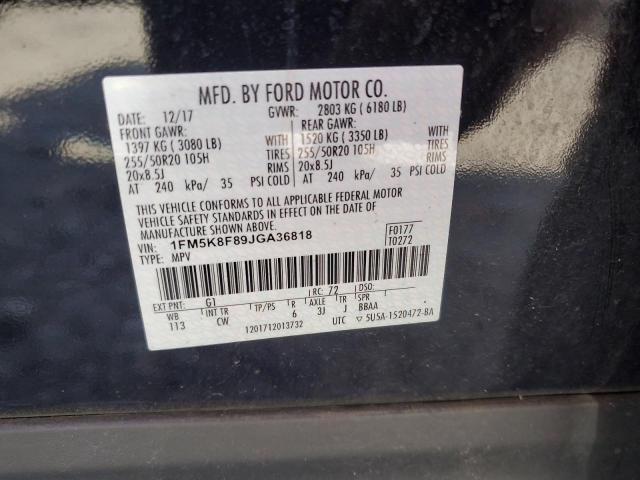 MFD. BY FORD MOTOR CO.
DATE: 12/17 GVWR: 2803 KG ( 6180 LB)
FRONT GAWR: REAR GAWR:
1397 KG ( 3080 LB) WITH 1520 KG ( 3350 LB) WITH
255/50R20 105H TIRES 255/50R20 105H TIRES
20x8.5J RIMS 20x8.5J RIMS
AT 240 kPa/ 35 PSI COLD AT 240 kPa/ 35 PSI COLD
THIS VEHICLE CONFORMS TO ALL APPLICABLE FEDERAL MOTOR
VEHICLE SAFETY STANDARDS IN EFFECT ON THE DATE OF
MANUFACTURE SHOWN ABOVE.
VIN: 1FM5K8F89JGA36818 F0177
TYPE: MPV T0272
EXT PNT: G1 RC: 72 DSO:
WB INT TR TP/PS R AXLE TR SPR
113 CW 6 3J J BBAA
1201712013732 UTC ▽ 5U5A-1520472-BA